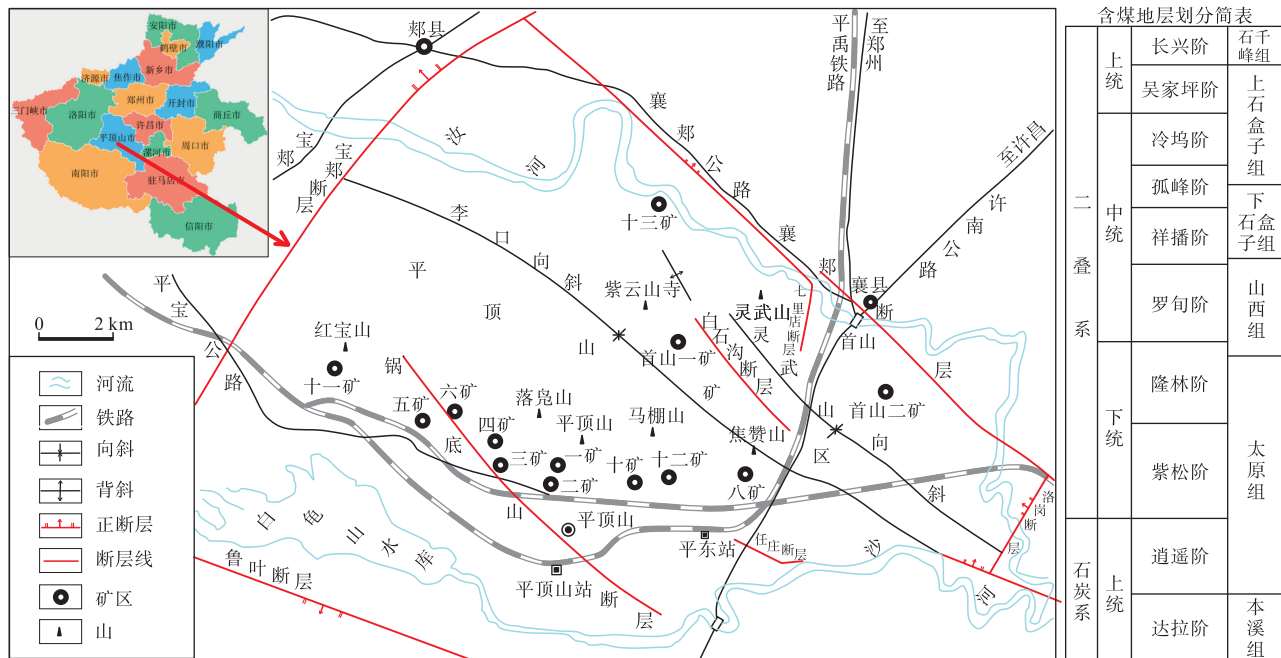 安阳市
濮阳市
鹤壁市
新乡市
济源市
焦作市
三门峡市
洛阳市
郑州市
开封市
商丘市
许昌市
平顶山市
漯河市
周口市
南阳市
驻马店市
信阳市
郏县
平禹铁路
至郑州
至许昌
襄郏公路
汝河
宝郏
宝郏断层
十三矿
李口向斜
许南公路
襄郏断层
襄县
平顶山矿区
紫云山寺
灵武山
七里店断层
首山
平宝公路
红宝山
十一矿
白石沟断层
首山一矿
灵武山向斜
首山二矿
锅底山断层
五矿
六矿
四矿
三矿
落凫山
平顶山
一矿
二矿
马棚山
十矿
十二矿
焦赞山
八矿
洛岗断层
白龟山水库
平顶山
平东站
任庄断层
沙河
平顶山站
鲁叶断层
0 2 km
河流
铁路
向斜
背斜
正断层
断层线
矿区
山
含煤地层划分简表
二叠系
上统
长兴阶
石千峰组
吴家坪阶
上石盒子组
中统
冷坞阶
孤峰阶
下石盒子组
祥播阶
罗甸阶
山西组
下统
隆林阶
紫松阶
太原组
石炭系
上统
逍遥阶
达拉阶
本溪组